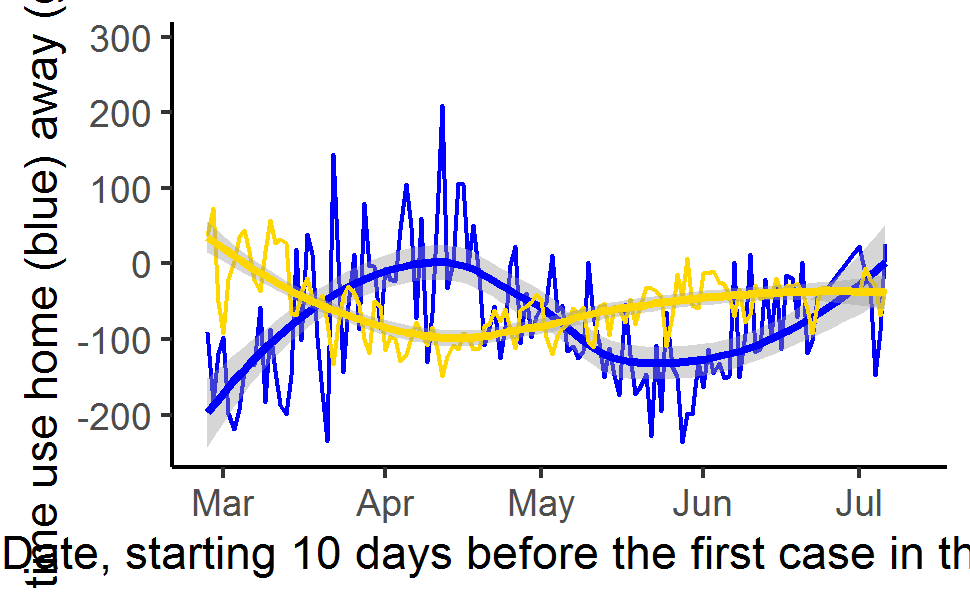 time use home (blue) away (
300
200
100
0
-100
-200
Mar Apr May Jun Jul
Date, starting 10 days before the first case in th